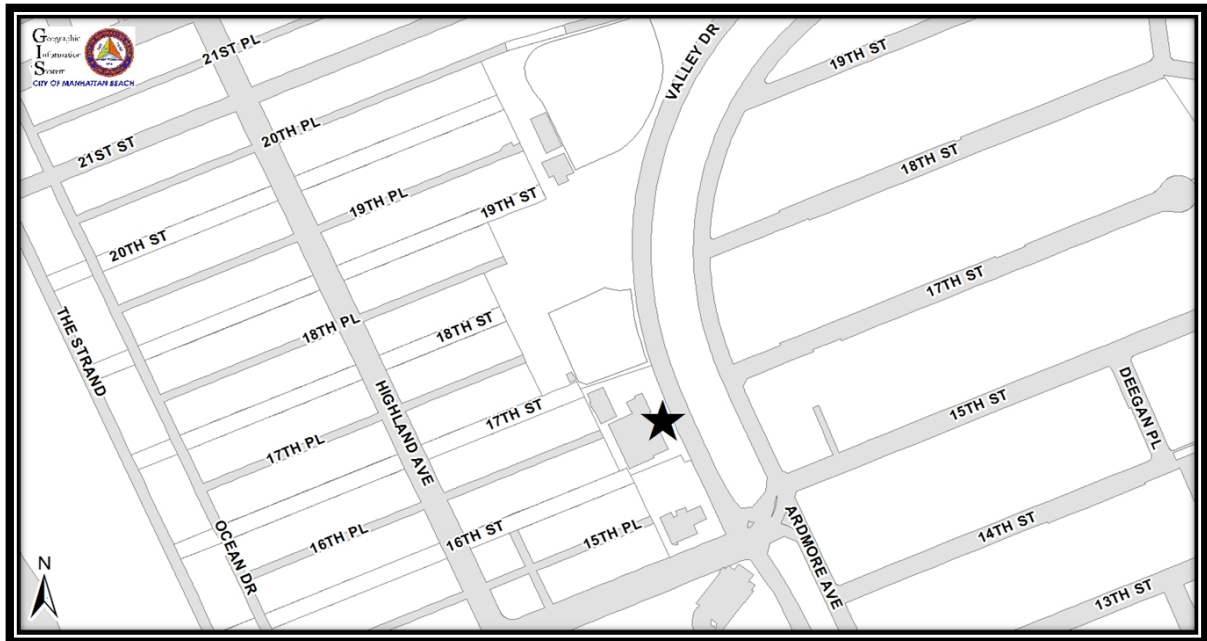 Geographic
Information
System
CITY OF MANHATTAN BEACH
21ST PL
VALLEY DR
19TH ST
20TH PL
21ST ST
18TH ST
19TH PL
19TH ST
20TH ST
17TH ST
THE STRAND
18TH PL
18TH ST
HIGHLAND AVE
DEEGAN PL
17TH ST
15TH ST
17TH PL
OCEAN DR
16TH PL
16TH ST
15TH PL
ARDMORE AVE
14TH ST
13TH ST
N